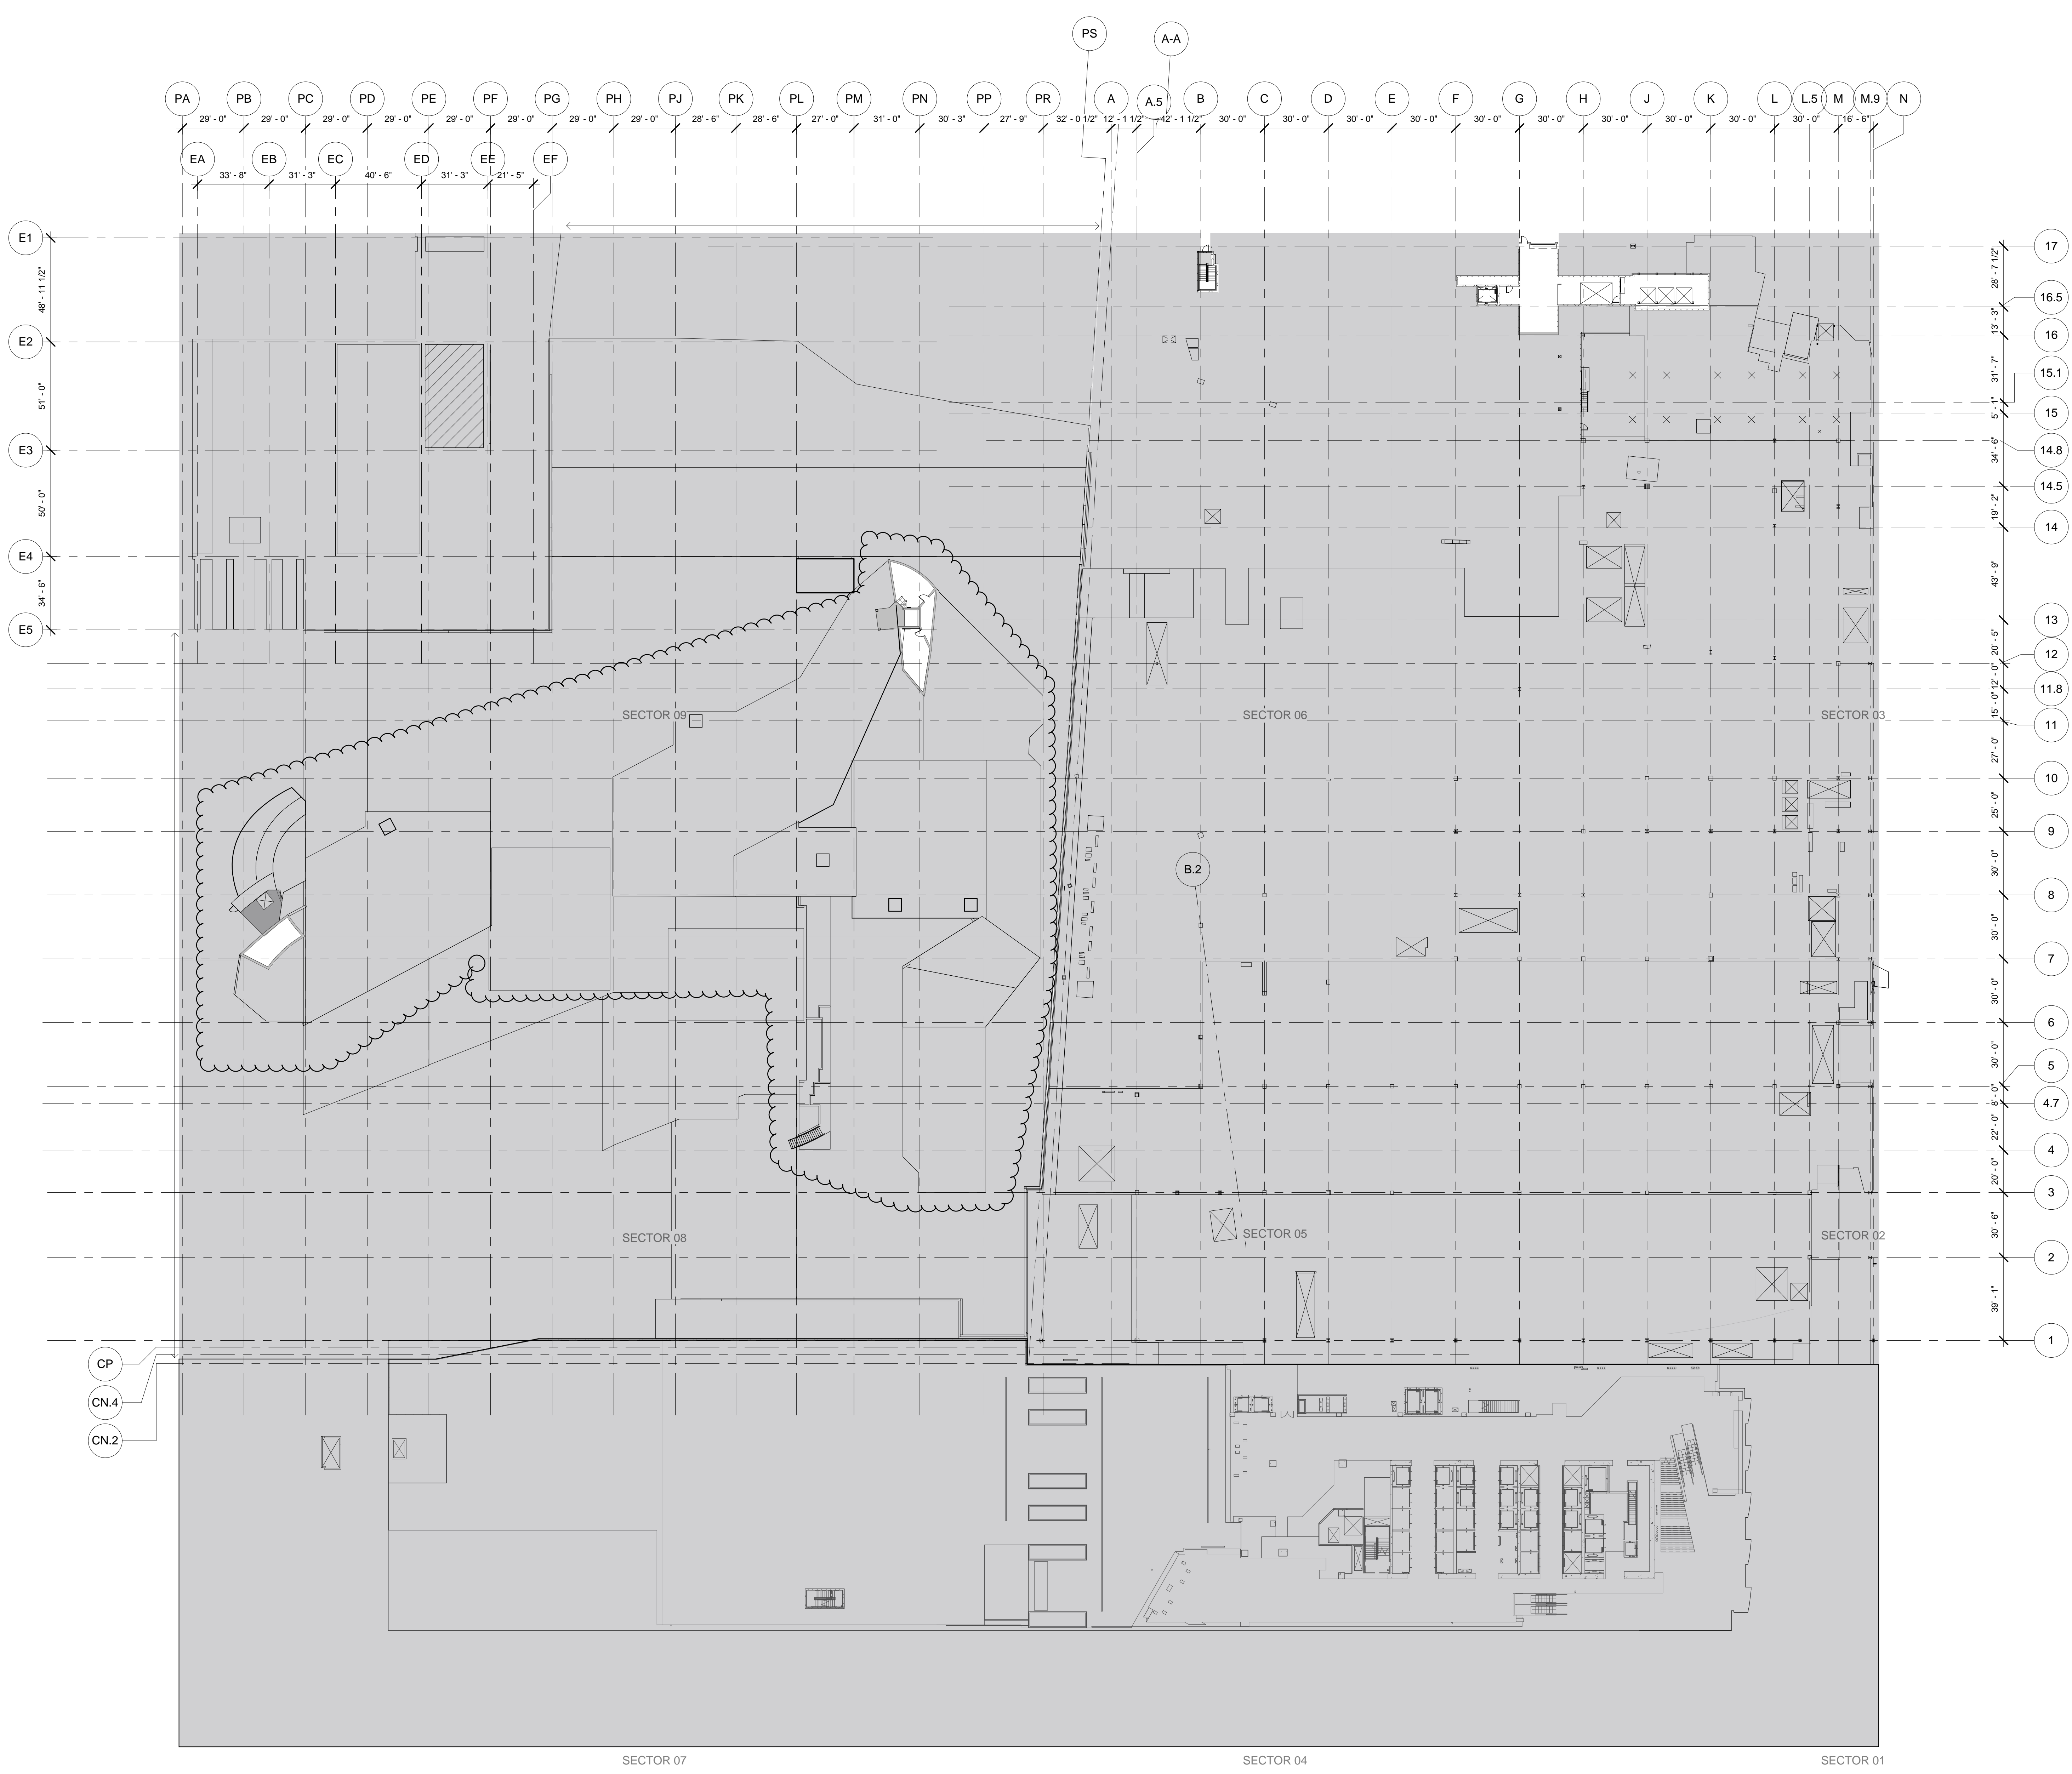 PS
A-A
PA PB PC PD PE PF PG PH PJ PK PL PM PN PP PR A A.5 B C D E F G H J K L L.5 M M.9 N
29' - 0" 29' - 0" 29' - 0" 29' - 0" 29' - 0" 29' - 0" 29' - 0" 28' - 6" 28' - 6" 27' - 0" 31' - 0" 30' - 3" 27' - 9" 32' - 0 1/2" 12' - 1 1/2" 42' - 1 1/2" 30' - 0" 30' - 0" 30' - 0" 30' - 0" 30' - 0" 30' - 0" 30' - 0" 30' - 0" 30' - 0" 30' - 0" 16' - 6"
EA EB EC ED EE EF
33' - 8" 31' - 3" 40' - 6" 31' - 3" 21' - 5"
E1
48' - 11 1/2"
E2
51' - 0"
E3
50' - 0"
E4
34' - 6"
E5
17
28' - 7 1/2"
16.5
13' - 3"
16
31' - 7"
15.1
5' - 1"
15
34' - 6"
14.8
14.5
19' - 2"
14
43' - 9"
13
20' - 5"
12
12' - 0"
11.8
15' - 0"
11
27' - 0"
10
25' - 0"
9
30' - 0"
8
30' - 0"
7
30' - 0"
6
30' - 0"
5
8' - 0"
4.7
22' - 0"
4
20' - 0"
3
30' - 6"
2
39' - 1"
1
SECTOR 09 SECTOR 06 SECTOR 03
B.2
SECTOR 08 SECTOR 05 SECTOR 02
CP
CN.4
CN.2
SECTOR 07 SECTOR 04 SECTOR 01